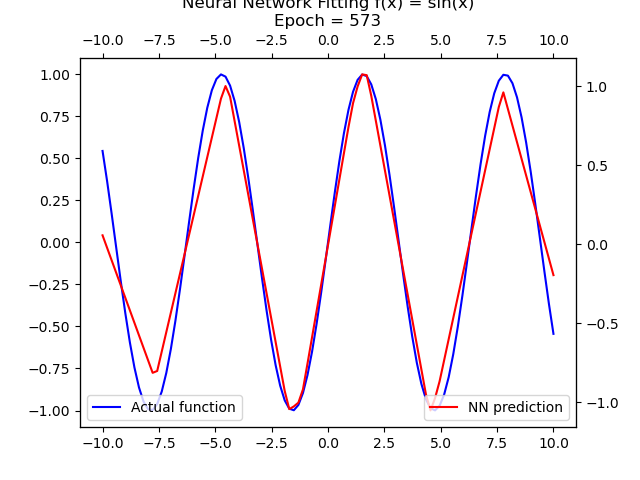 Neural Network Fitting f(x) = sin(x)
Epoch = 573
−10.0 −7.5 −5.0 −2.5 0.0 2.5 5.0 7.5 10.0
1.00
0.75
0.50
0.25
0.00
−0.25
−0.50
−0.75
−1.00
1.0
0.5
0.0
−0.5
−1.0
Actual function
NN prediction
−10.0 −7.5 −5.0 −2.5 0.0 2.5 5.0 7.5 10.0